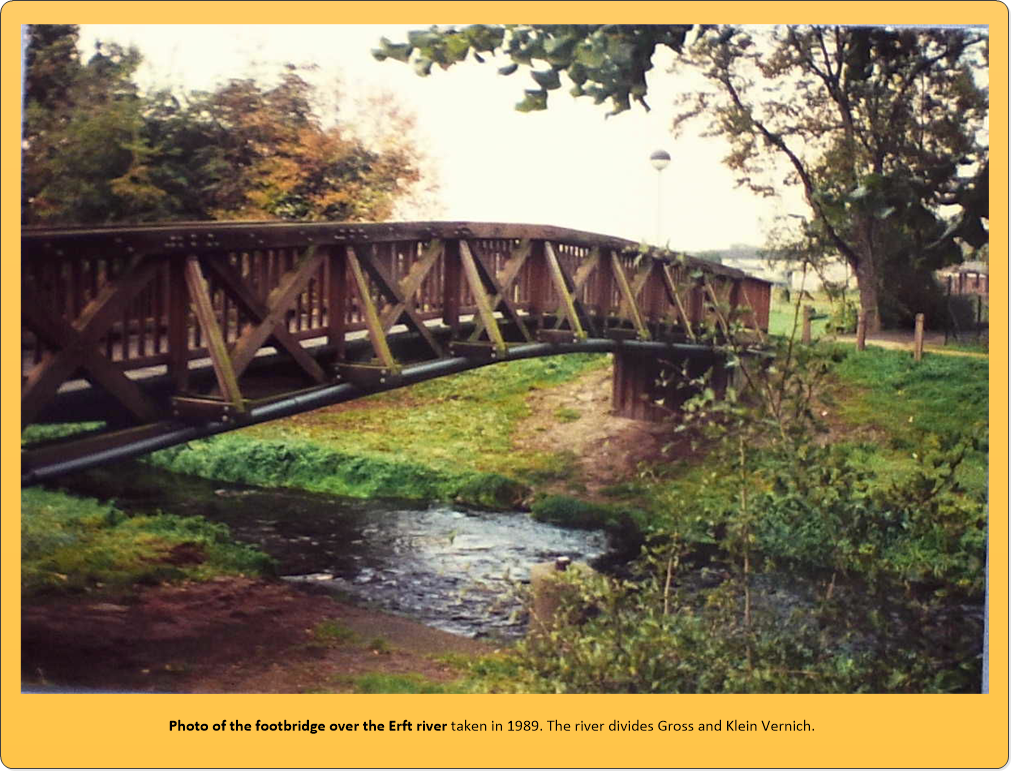 Photo of the footbridge over the Erft river taken in 1989. The river divides Gross and Klein Vernich.